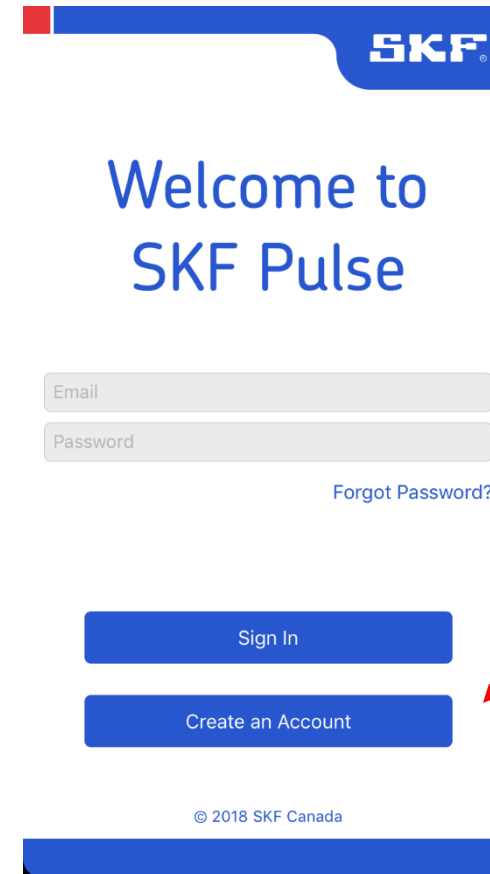 SKF®
Welcome to
SKF Pulse
Email
Password
Forgot Password?
Sign In
Create an Account
© 2018 SKF Canada